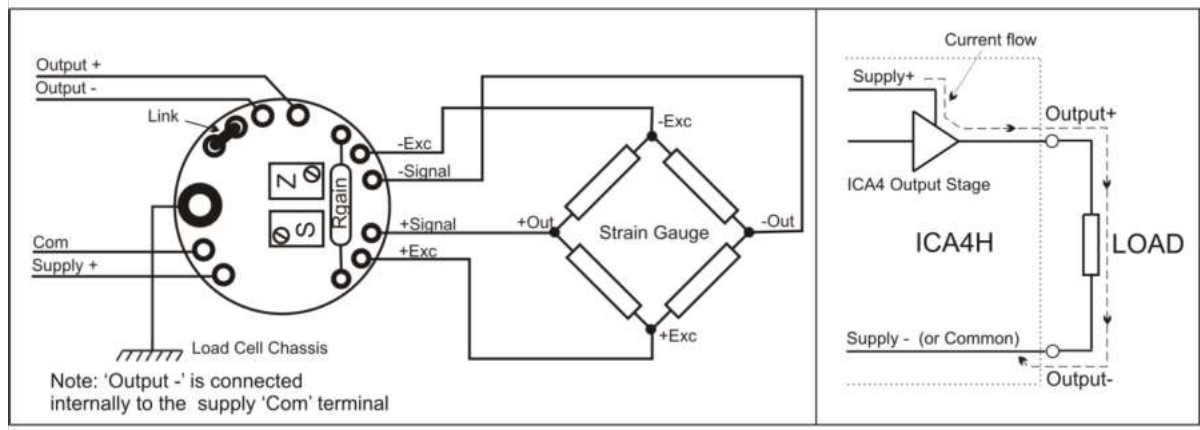 Output +
Output -
Link
-Exc
-Signal
Z
S
Rgain
+Signal
+Exc
Com
Supply +
Load Cell Chassis
Note: 'Output -' is connected
internally to the supply 'Com' terminal
-Exc
+Out
Strain Gauge
-Out
+Exc
Current flow
Supply+
Output+
ICA4 Output Stage
ICA4H
LOAD
Supply - (or Common)
Output-